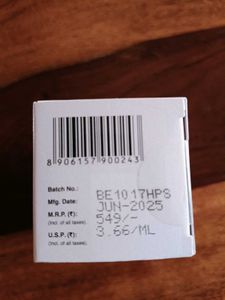 8 906157 900243
Batch No.: BE1017HPS
Mfg. Date: JUN-2025
M.R.P. (₹): 549/-
(Incl. of all taxes)
U.S.P. (₹): 3.66/ML
(Incl. of all taxes)